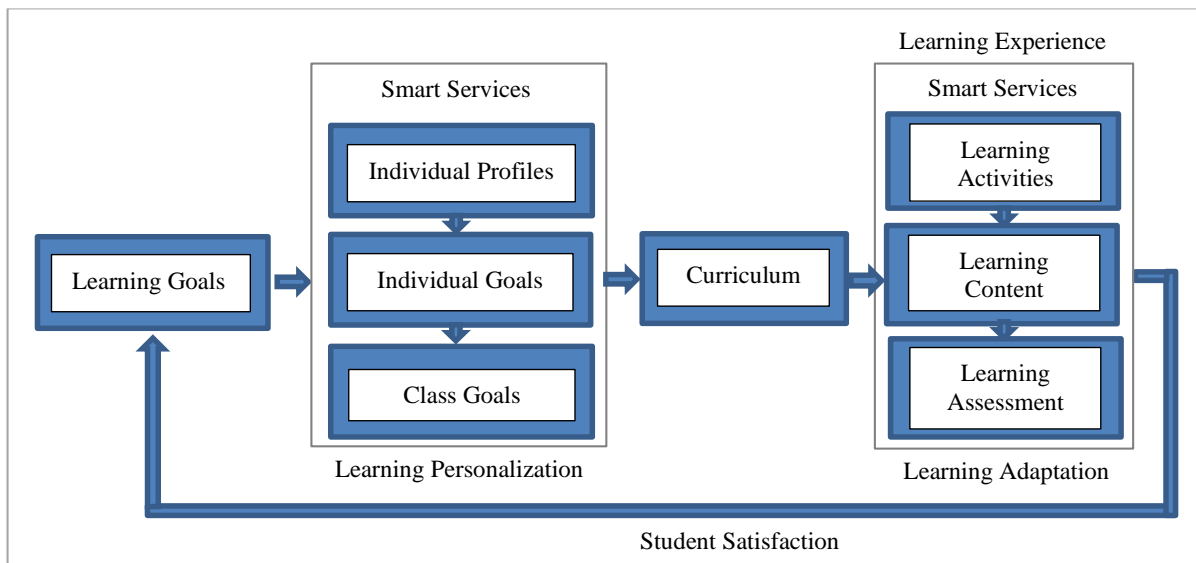 Learning Experience
Smart Services
Smart Services
Individual Profiles
Learning
Activities
Learning Goals
Individual Goals
Curriculum
Learning
Content
Class Goals
Learning
Assessment
Learning Personalization
Learning Adaptation
Student Satisfaction